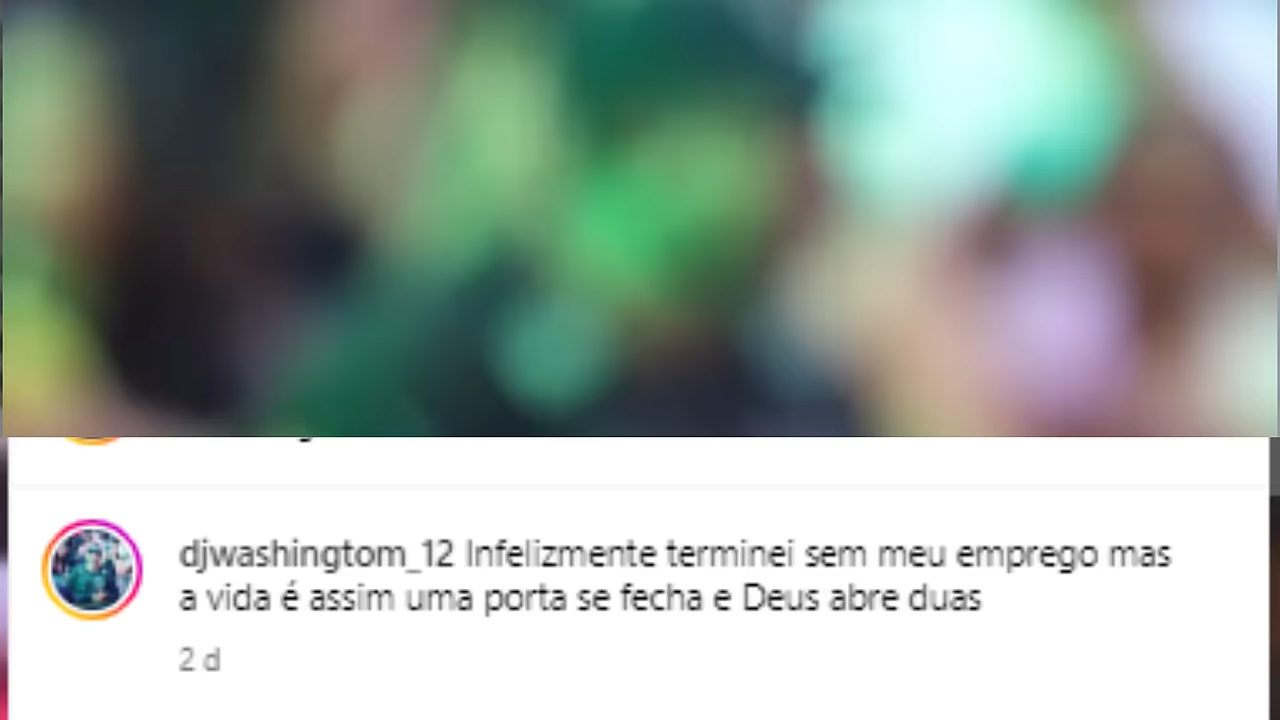 djwashingtom_12 Infelizmente terminei sem meu emprego mas
a vida é assim uma porta se fecha e Deus abre duas
2 d